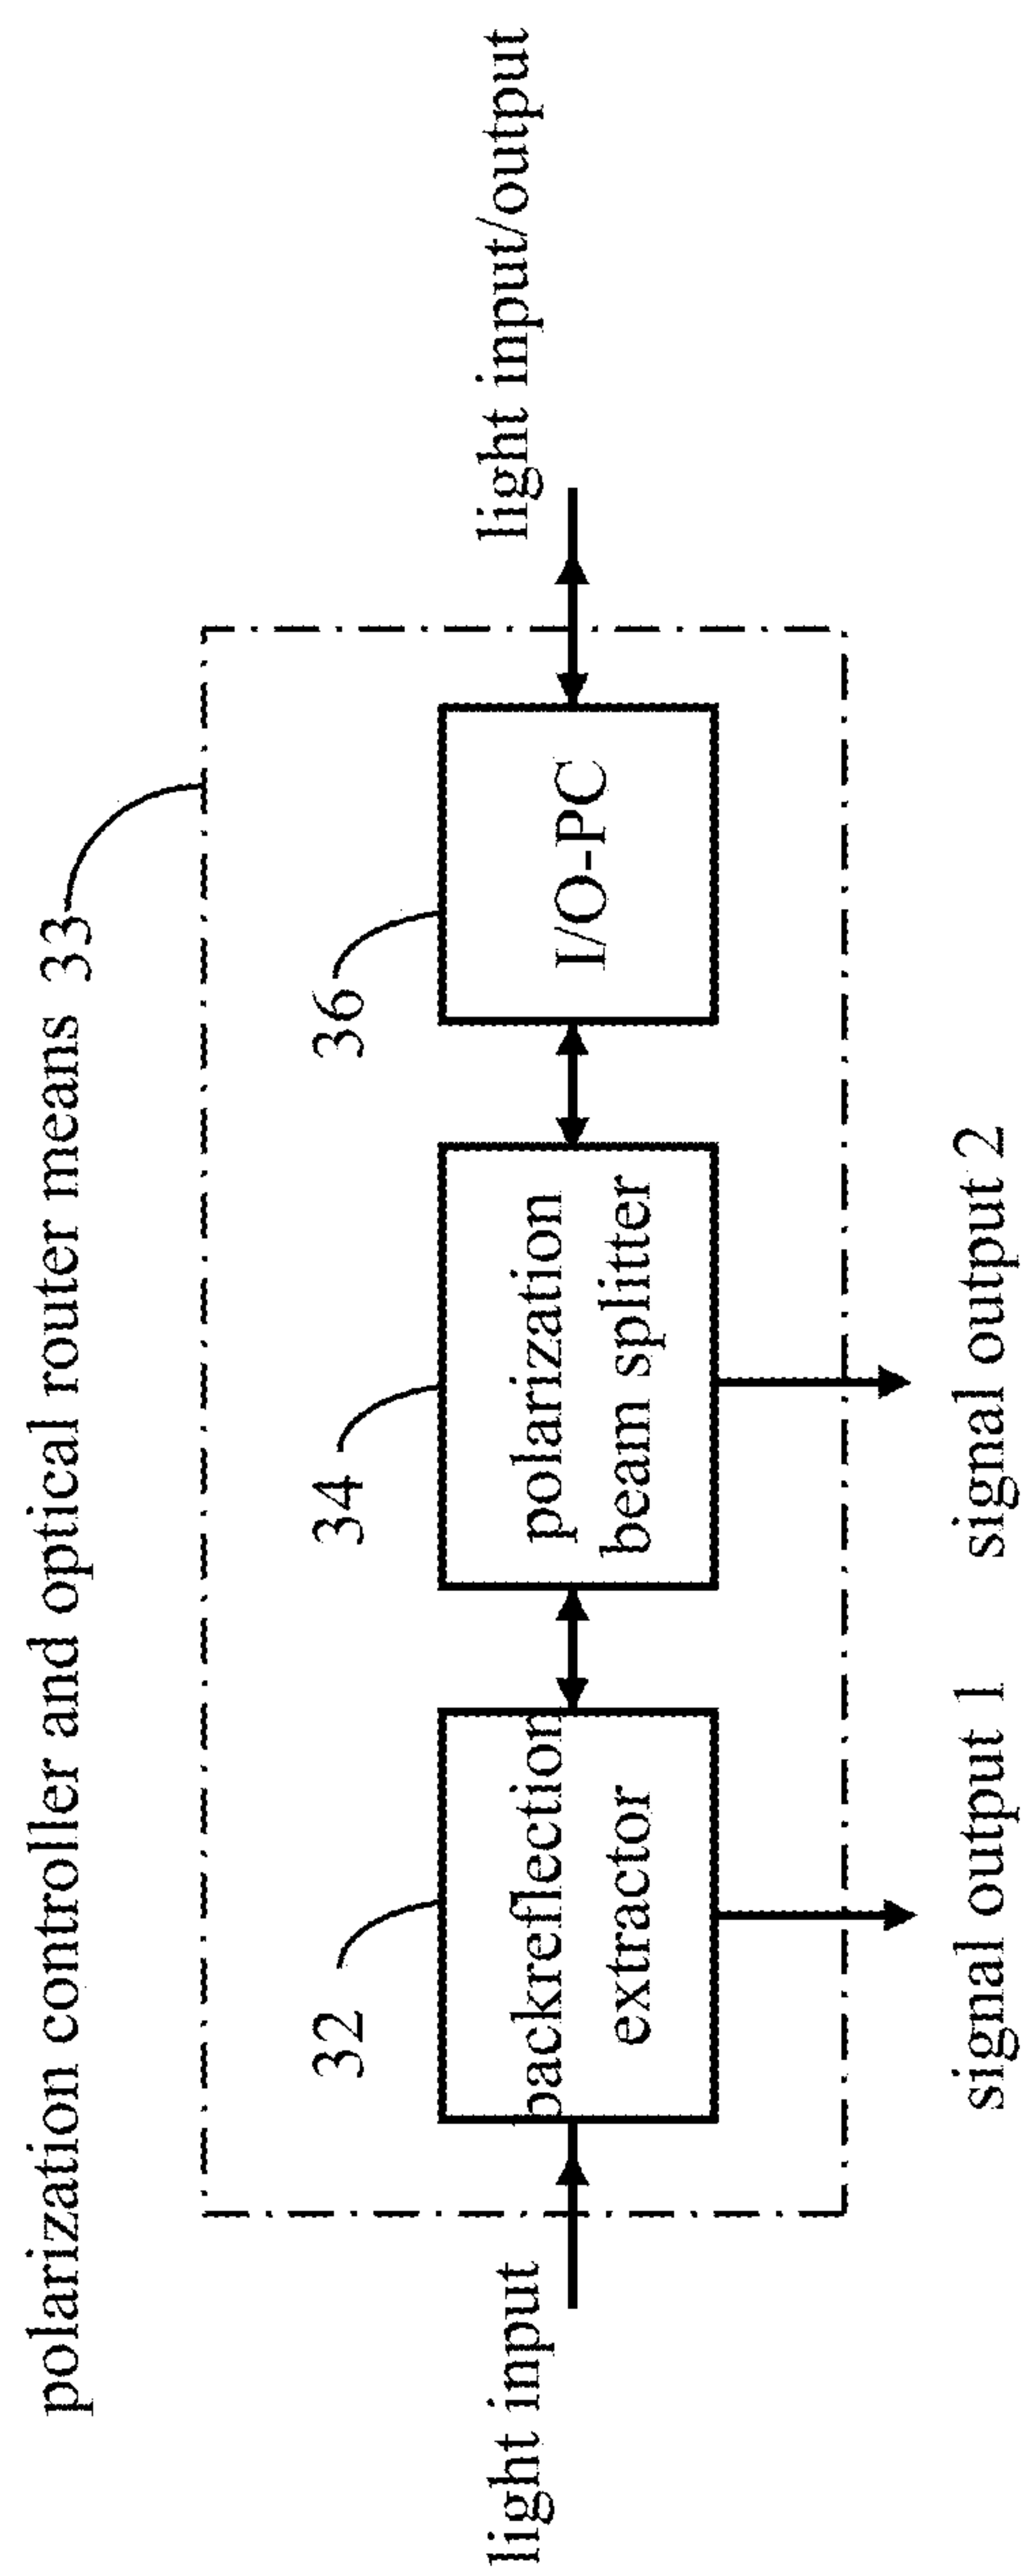 polarization controller and optical router means 33
32
34
36
light input
backreflection
extractor
polarization
beam splitter
I/O-PC
light input/output
signal output 1
signal output 2